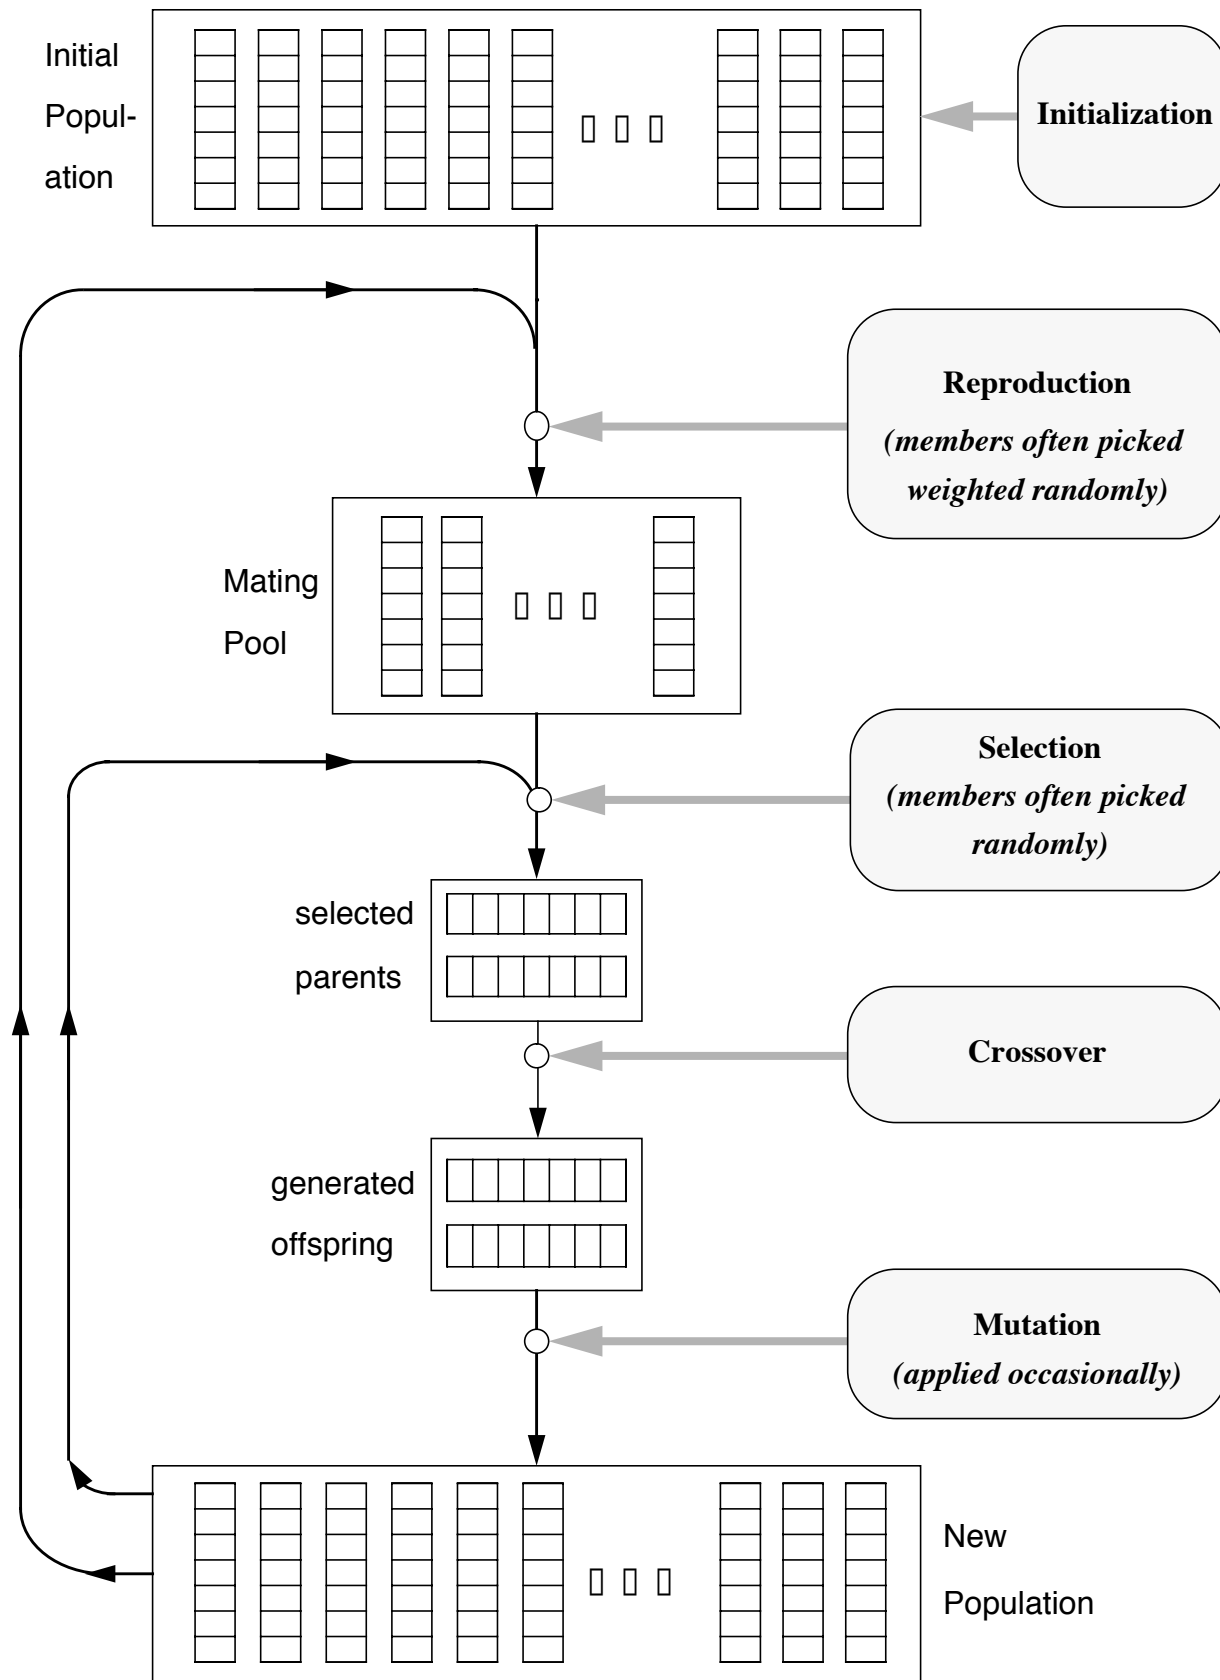 Initial
Popul-
ation
Initialization
Reproduction
(members often picked
weighted randomly)
Mating
Pool
Selection
(members often picked
randomly)
selected
parents
Crossover
generated
offspring
Mutation
(applied occasionally)
New
Population